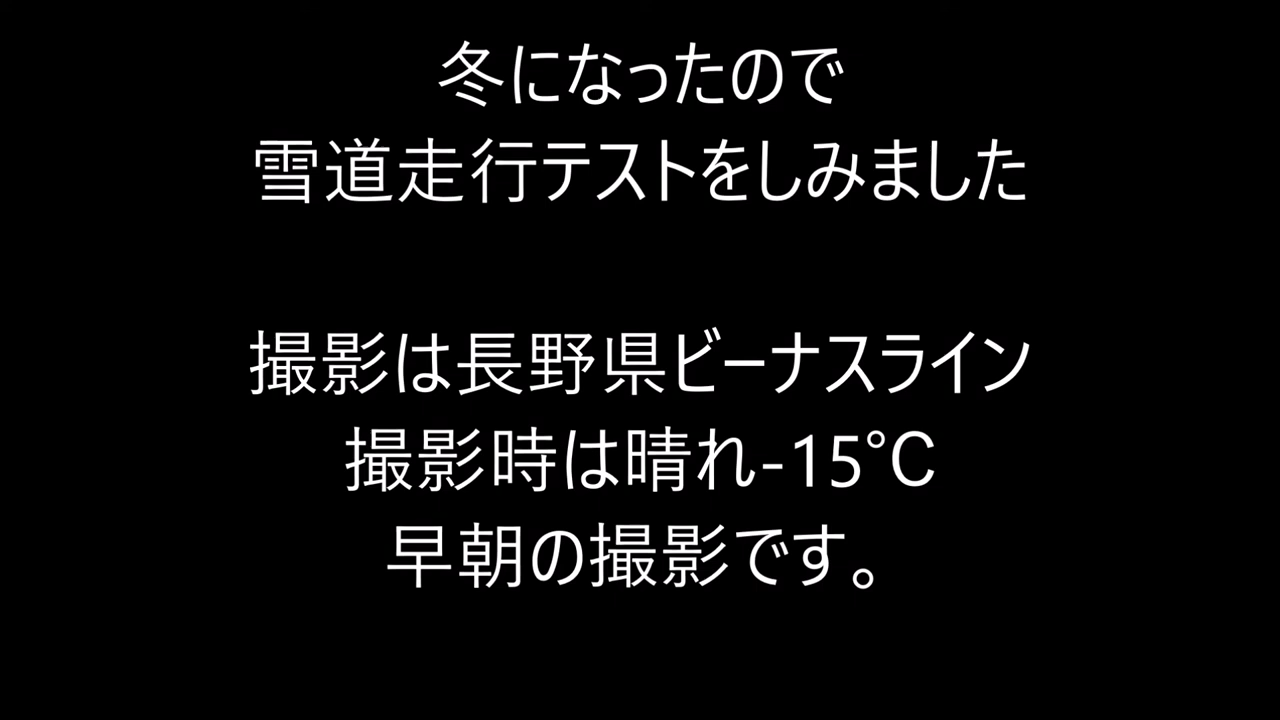 冬になったので
雪道走行テストをしみました
撮影は長野県ビーナスライン
撮影時は晴れ-15℃
早朝の撮影です。